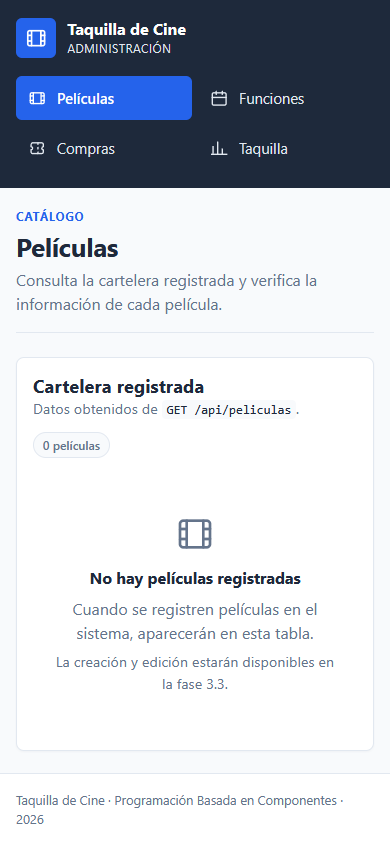 Taquilla de Cine
ADMINISTRACIÓN
Películas
Funciones
Compras
Taquilla
CATÁLOGO
Películas
Consulta la cartelera registrada y verifica la
información de cada película.
Cartelera registrada
Datos obtenidos de GET /api/peliculas.
0 películas
No hay películas registradas
Cuando se registren películas en el
sistema, aparecerán en esta tabla.
La creación y edición estarán disponibles en
la fase 3.3.
Taquilla de Cine · Programación Basada en Componentes ·
2026